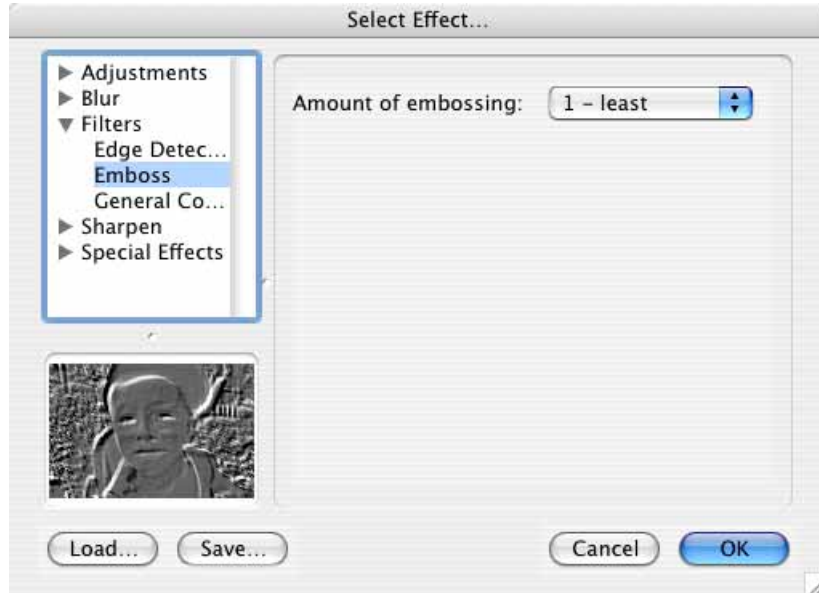 Select Effect...
Adjustments
Blur
Filters
Edge Detec...
Emboss
General Co...
Sharpen
Special Effects
Amount of embossing: 1 - least
Load... Save... Cancel OK